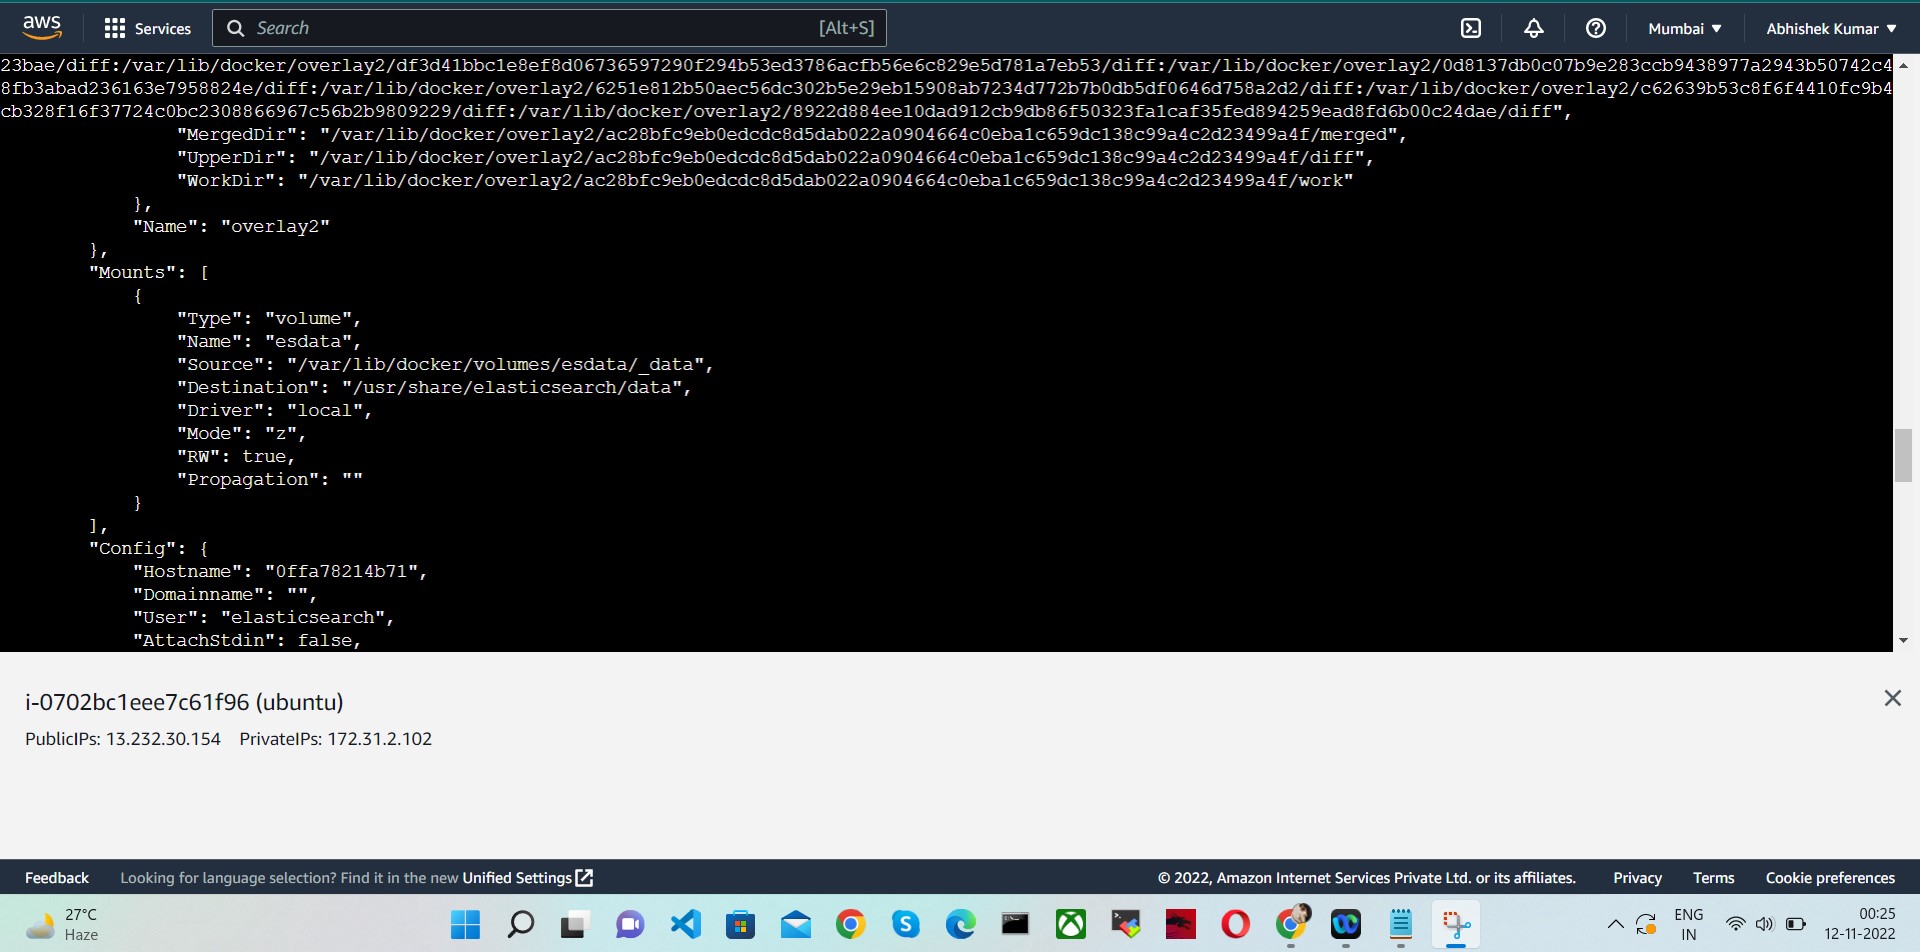 aws
Services
Search
[Alt+S]
Mumbai
Abhishek Kumar
23bae/diff:/var/lib/docker/overlay2/df3d41bbc1e8ef8d06736597290f294b53ed3786acfb56e6c829e5d781a7eb53/diff:/var/lib/docker/overlay2/0d8137db0c07b9e283ccb9438977a2943b50742c4
8fb3abad236163e7958824e/diff:/var/lib/docker/overlay2/6251e812b50aec56dc302b5e29eb15908ab7234d772b7b0db5df0646d758a2d2/diff:/var/lib/docker/overlay2/c62639b53c8f6f4410fc9b4
cb328f16f37724c0bc2308866967c56b2b9809229/diff:/var/lib/docker/overlay2/8922d884ee10dad912cb9db86f50323fa1caf35fed894259ead8fd6b00c24dae/diff",
"MergedDir": "/var/lib/docker/overlay2/ac28bfc9eb0edcdc8d5dab022a0904664c0eba1c659dc138c99a4c2d23499a4f/merged",
"UpperDir": "/var/lib/docker/overlay2/ac28bfc9eb0edcdc8d5dab022a0904664c0eba1c659dc138c99a4c2d23499a4f/diff",
"WorkDir": "/var/lib/docker/overlay2/ac28bfc9eb0edcdc8d5dab022a0904664c0eba1c659dc138c99a4c2d23499a4f/work"
},
"Name": "overlay2"
},
"Mounts": [
{
"Type": "volume",
"Name": "esdata",
"Source": "/var/lib/docker/volumes/esdata/_data",
"Destination": "/usr/share/elasticsearch/data",
"Driver": "local",
"Mode": "z",
"RW": true,
"Propagation": ""
}
],
"Config": {
"Hostname": "0ffa78214b71",
"Domainname": "",
"User": "elasticsearch",
"AttachStdin": false,
i-0702bc1eee7c61f96 (ubuntu)
PublicIPs: 13.232.30.154 PrivateIPs: 172.31.2.102
Feedback
Looking for language selection? Find it in the new Unified Settings
© 2022, Amazon Internet Services Private Ltd. or its affiliates.
Privacy
Terms
Cookie preferences
27°C
Haze
ENG
IN
00:25
12-11-2022